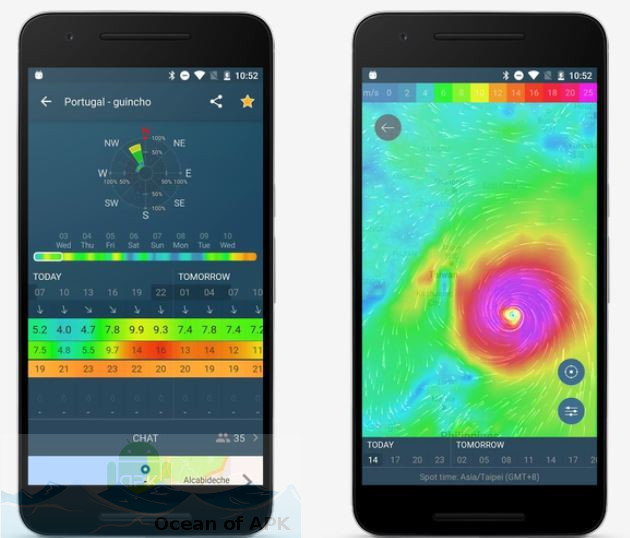 10:52
Portugal - guincho
N
NW
NE
100%
50%
W
100% 50%
50% 100%
E
50%
SW
SE
100%
S
03 04 05 06 07 08 09 10
Wed Thu Fri Sat Sun Mon Tue Wed
TODAY TOMORROW
07 10 13 16 19 22 01 04 07 10
5.2 4.0 4.7 7.8 9.9 9.3 7.4 7.8 7.4 7.2
7.5 4.8 5.5 9.7 14 16 13 14 12 11
19 21 23 23 22 20 20 19 19 21
CHAT 35
Alcabideche
Ocean of APK
10:52
m/s 0 2 4 6 8 10 12 14 16 18 20 25
Taiwan
TODAY TOMORROW
14 17 20 23 02 05 08 11 14 17 20
Spot time: Asia/Taipei (GMT+8)